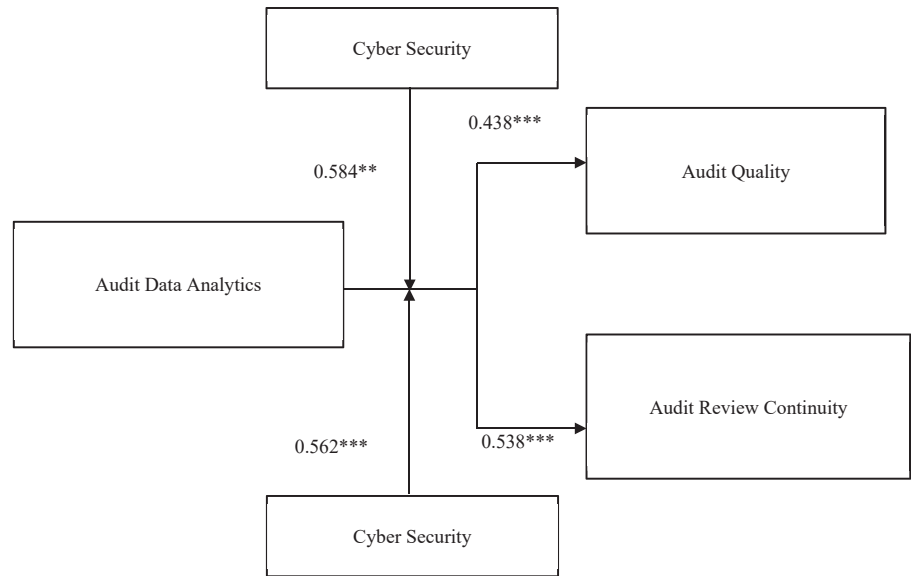 Cyber Security
0.438***
0.584**
Audit Quality
Audit Data Analytics
Audit Review Continuity
0.562***
0.538***
Cyber Security